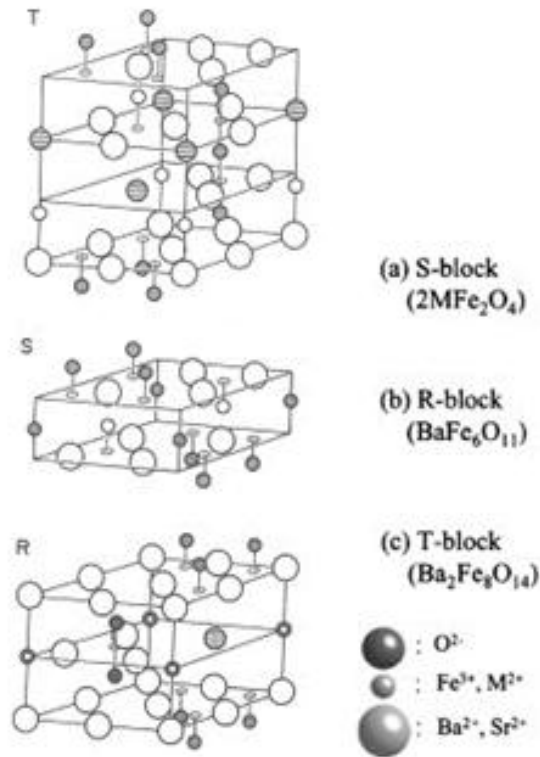 T
(a) S-block
(2MFe₂O₄)
S
(b) R-block
(BaFe₆O₁₁)
R
(c) T-block
(Ba₂Fe₈O₁₄)
: O²⁻
: Fe³⁺, M²⁺
: Ba²⁺, Sr²⁺